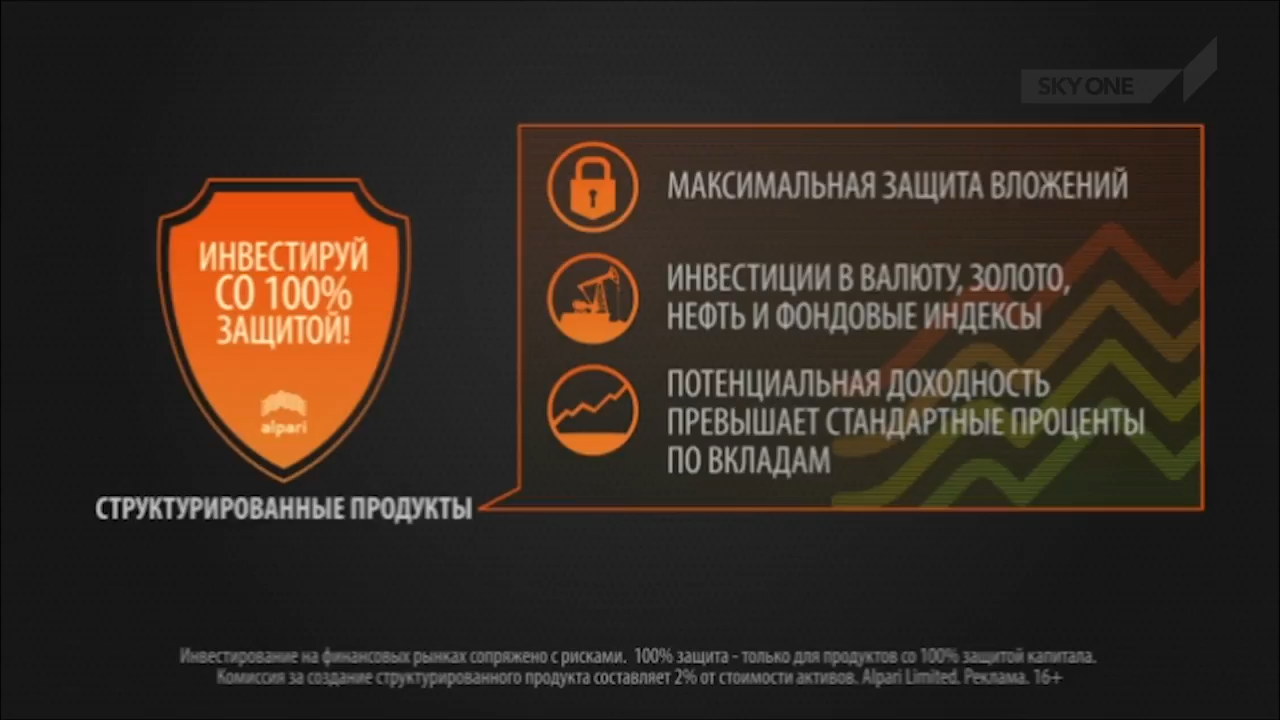 SKY ONE
ИНВЕСТИРУЙ
СО 100%
ЗАЩИТОЙ!
alpari
СТРУКТУРИРОВАННЫЕ ПРОДУКТЫ
МАКСИМАЛЬНАЯ ЗАЩИТА ВЛОЖЕНИЙ
ИНВЕСТИЦИИ В ВАЛЮТУ, ЗОЛОТО,
НЕФТЬ И ФОНДОВЫЕ ИНДЕКСЫ
ПОТЕНЦИАЛЬНАЯ ДОХОДНОСТЬ
ПРЕВЫШАЕТ СТАНДАРТНЫЕ ПРОЦЕНТЫ
ПО ВКЛАДАМ
Инвестирование на финансовых рынках сопряжено с рисками. 100% защита - только для продуктов со 100% защитой капитала.
Комиссия за создание структурированного продукта составляет 2% от стоимости активов. Alpari Limited. Реклама. 16+